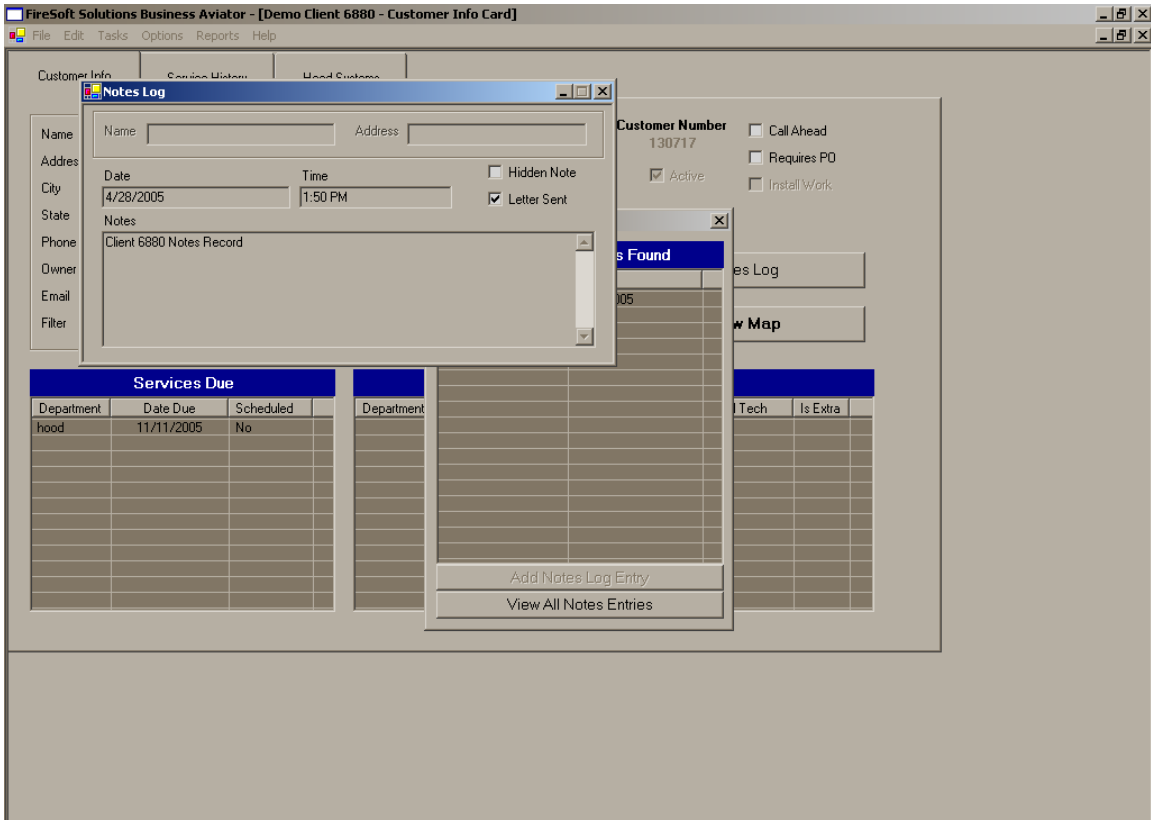 FireSoft Solutions Business Aviator - [Demo Client 6880 - Customer Info Card]
File Edit Tasks Options Reports Help
Customer Info Service History Hood Systems
Notes Log
Name Address
Date Time Hidden Note
4/28/2005 1:50 PM Letter Sent
Notes
Client 6880 Notes Record
Name
Addres
City
State
Phone
Owner
Email
Filter
Customer Number
130717
Active
Call Ahead
Requires PO
Install Work
s Found
005
es Log
w Map
Services Due
Department Date Due Scheduled
hood 11/11/2005 No
Department
l Tech Is Extra
Add Notes Log Entry
View All Notes Entries